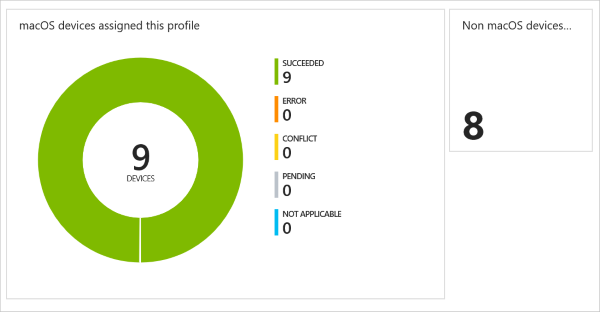 macOS devices assigned this profile
9
DEVICES
SUCCEEDED
9
ERROR
0
CONFLICT
0
PENDING
0
NOT APPLICABLE
0
Non macOS devices...
8